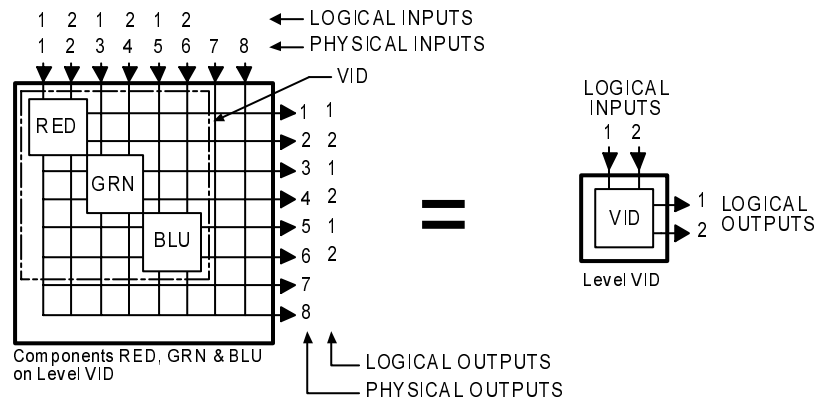 1 2 1 2 1 2 LOGICAL INPUTS
1 2 3 4 5 6 7 8 PHYSICAL INPUTS
VID
RED
GRN
BLU
1 1
2 2
3 1
4 2
5 1
6 2
7
8
Components RED, GRN & BLU
on Level VID
LOGICAL OUTPUTS
PHYSICAL OUTPUTS
=
LOGICAL
INPUTS
1 2
VID
1
2
LOGICAL
OUTPUTS
Level VID